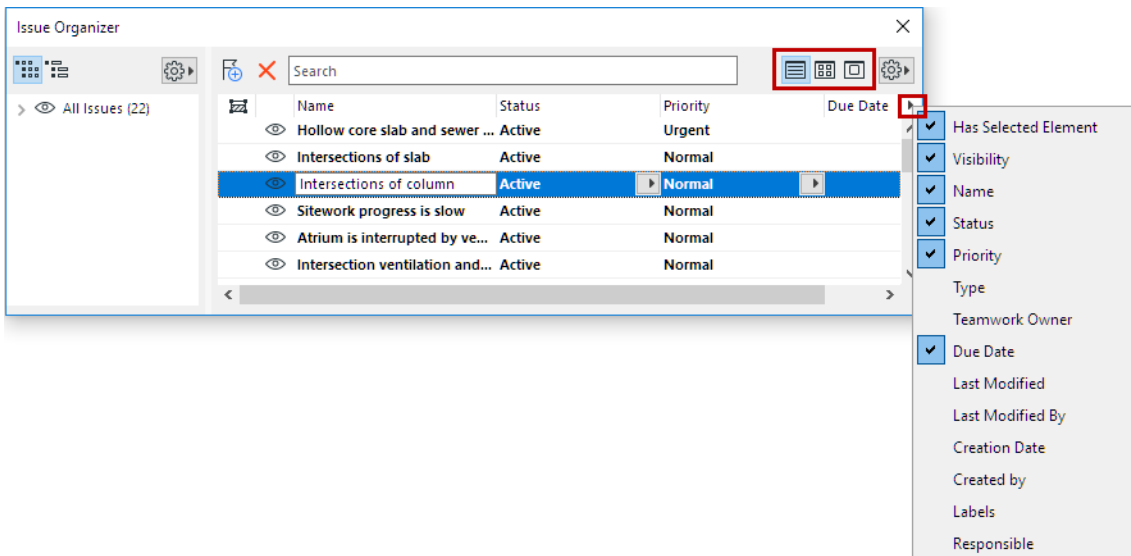 Issue Organizer
Search
All Issues (22)
Name Status Priority Due Date
Hollow core slab and sewer ... Active Urgent
Intersections of slab Active Normal
Intersections of column Active Normal
Sitework progress is slow Active Normal
Atrium is interrupted by ve... Active Normal
Intersection ventilation and... Active Normal
Has Selected Element
Visibility
Name
Status
Priority
Type
Teamwork Owner
Due Date
Last Modified
Last Modified By
Creation Date
Created by
Labels
Responsible